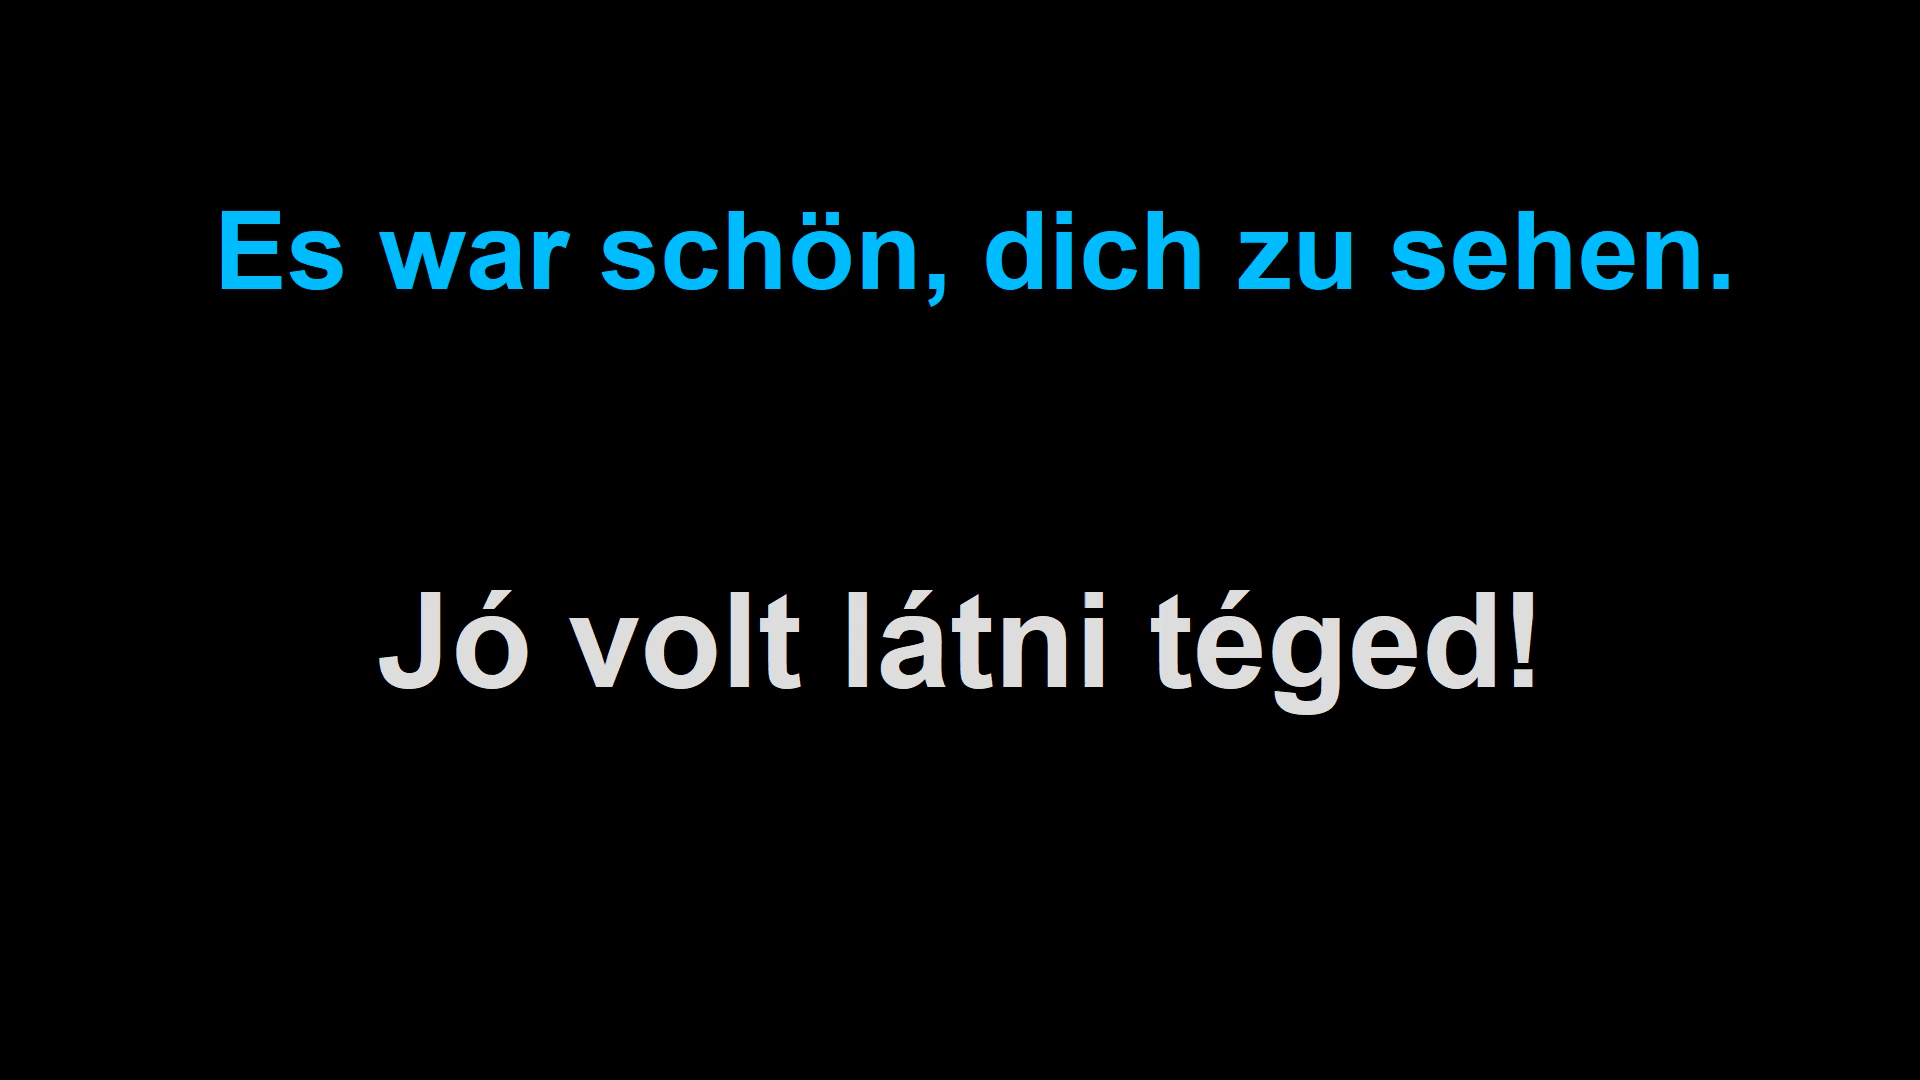 Es war schön, dich zu sehen.
Jó volt látni téged!